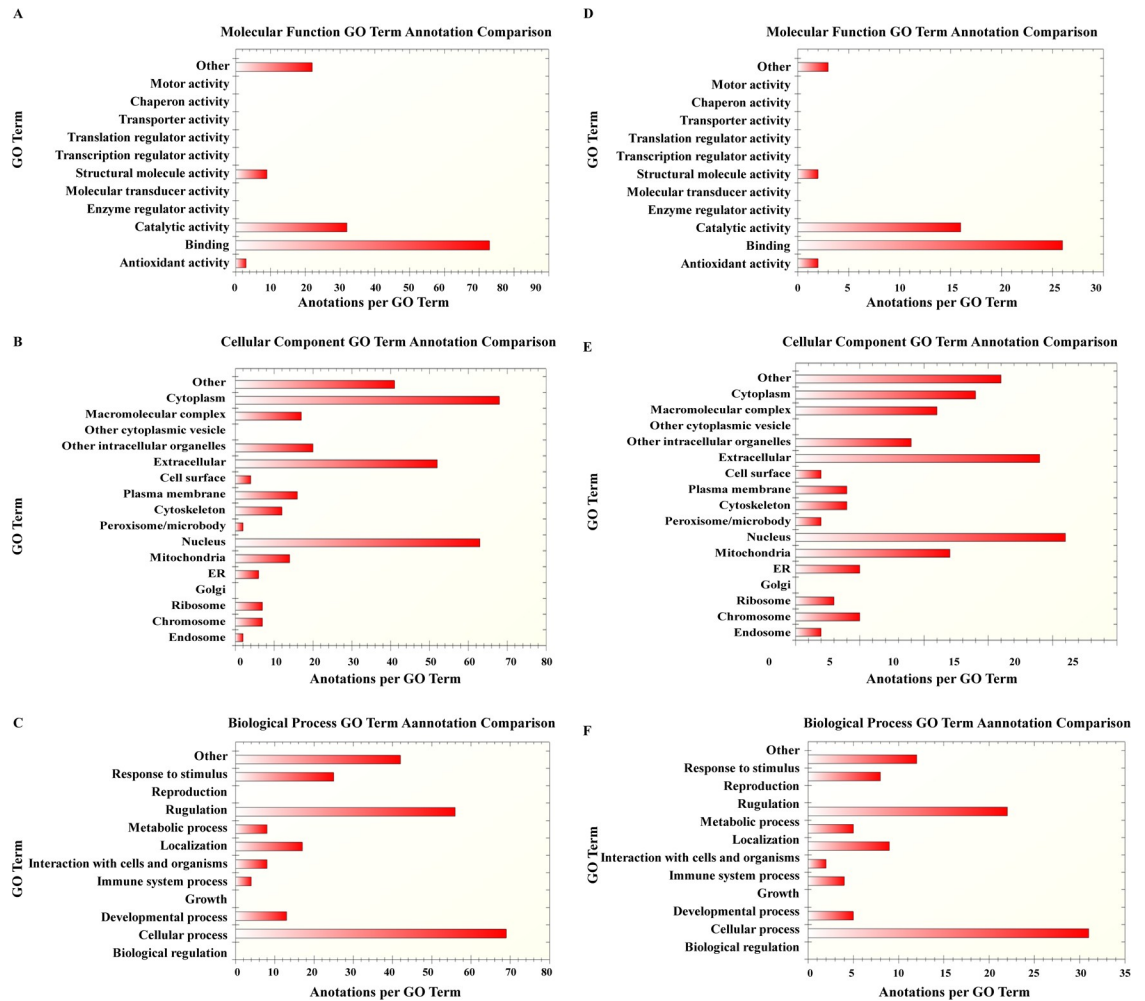 A
Molecular Function GO Term Annotation Comparison
GO Term
Other
Motor activity
Chaperon activity
Transporter activity
Translation regulator activity
Transcription regulator activity
Structural molecule activity
Molecular transducer activity
Enzyme regulator activity
Catalytic activity
Binding
Antioxidant activity
0 10 20 30 40 50 60 70 80 90
Anotations per GO Term
B
Cellular Component GO Term Annotation Comparison
GO Term
Other
Cytoplasm
Macromolecular complex
Other cytoplasmic vesicle
Other intracellular organelles
Extracellular
Cell surface
Plasma membrane
Cytoskeleton
Peroxisome/microbody
Nucleus
Mitochondria
ER
Golgi
Ribosome
Chromosome
Endosome
0 10 20 30 40 50 60 70 80
Anotations per GO Term
C
Biological Process GO Term Aannotation Comparison
GO Term
Other
Response to stimulus
Reproduction
Rugulation
Metabolic process
Localization
Interaction with cells and organisms
Immune system process
Growth
Developmental process
Cellular process
Biological regulation
0 10 20 30 40 50 60 70 80
Anotations per GO Term
D
Molecular Function GO Term Annotation Comparison
GO Term
Other
Motor activity
Chaperon activity
Transporter activity
Translation regulator activity
Transcription regulator activity
Structural molecule activity
Molecular transducer activity
Enzyme regulator activity
Catalytic activity
Binding
Antioxidant activity
0 5 10 15 20 25 30
Anotations per GO Term
E
Cellular Component GO Term Annotation Comparison
GO Term
Other
Cytoplasm
Macromolecular complex
Other cytoplasmic vesicle
Other intracellular organelles
Extracellular
Cell surface
Plasma membrane
Cytoskeleton
Peroxisome/microbody
Nucleus
Mitochondria
ER
Golgi
Ribosome
Chromosome
Endosome
0 5 10 15 20 25
Anotations per GO Term
F
Biological Process GO Term Aannotation Comparison
GO Term
Other
Response to stimulus
Reproduction
Rugulation
Metabolic process
Localization
Interaction with cells and organisms
Immune system process
Growth
Developmental process
Cellular process
Biological regulation
0 5 10 15 20 25 30 35
Anotations per GO Term